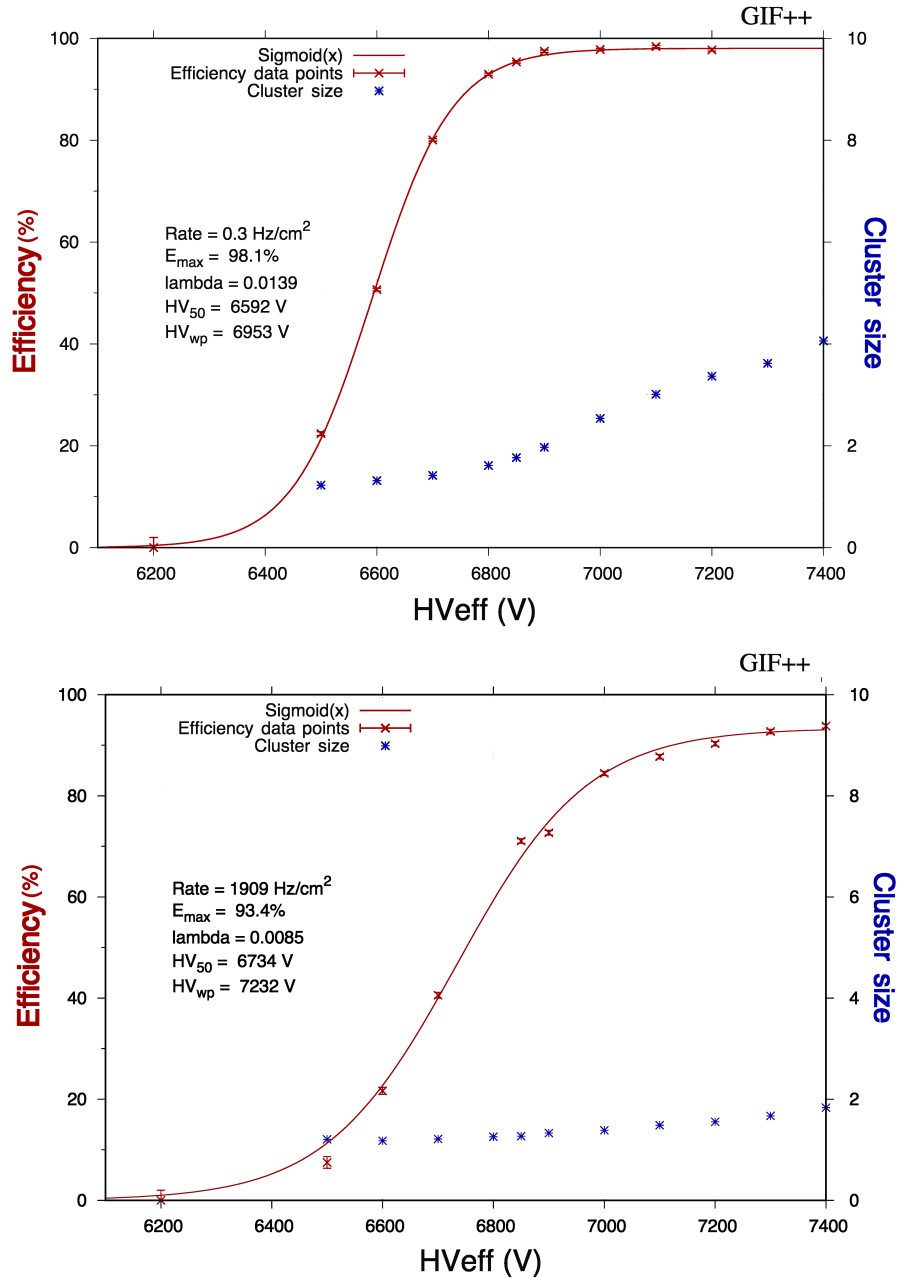 GIF++
Sigmoid(x)
Efficiency data points
Cluster size
100
80
60
40
20
0
10
8
2
0
Efficiency (%)
Cluster size
Rate = 0.3 Hz/cm²
Eₘₐₓ = 98.1%
lambda = 0.0139
HV₅₀ = 6592 V
HVwp = 6953 V
6200 6400 6600 6800 7000 7200 7400
HVeff (V)
GIF++
Sigmoid(x)
Efficiency data points
Cluster size
100
80
60
40
20
0
10
8
6
4
2
0
Efficiency (%)
Cluster size
Rate = 1909 Hz/cm²
Eₘₐₓ = 93.4%
lambda = 0.0085
HV₅₀ = 6734 V
HVwp = 7232 V
6200 6400 6600 6800 7000 7200 7400
HVeff (V)